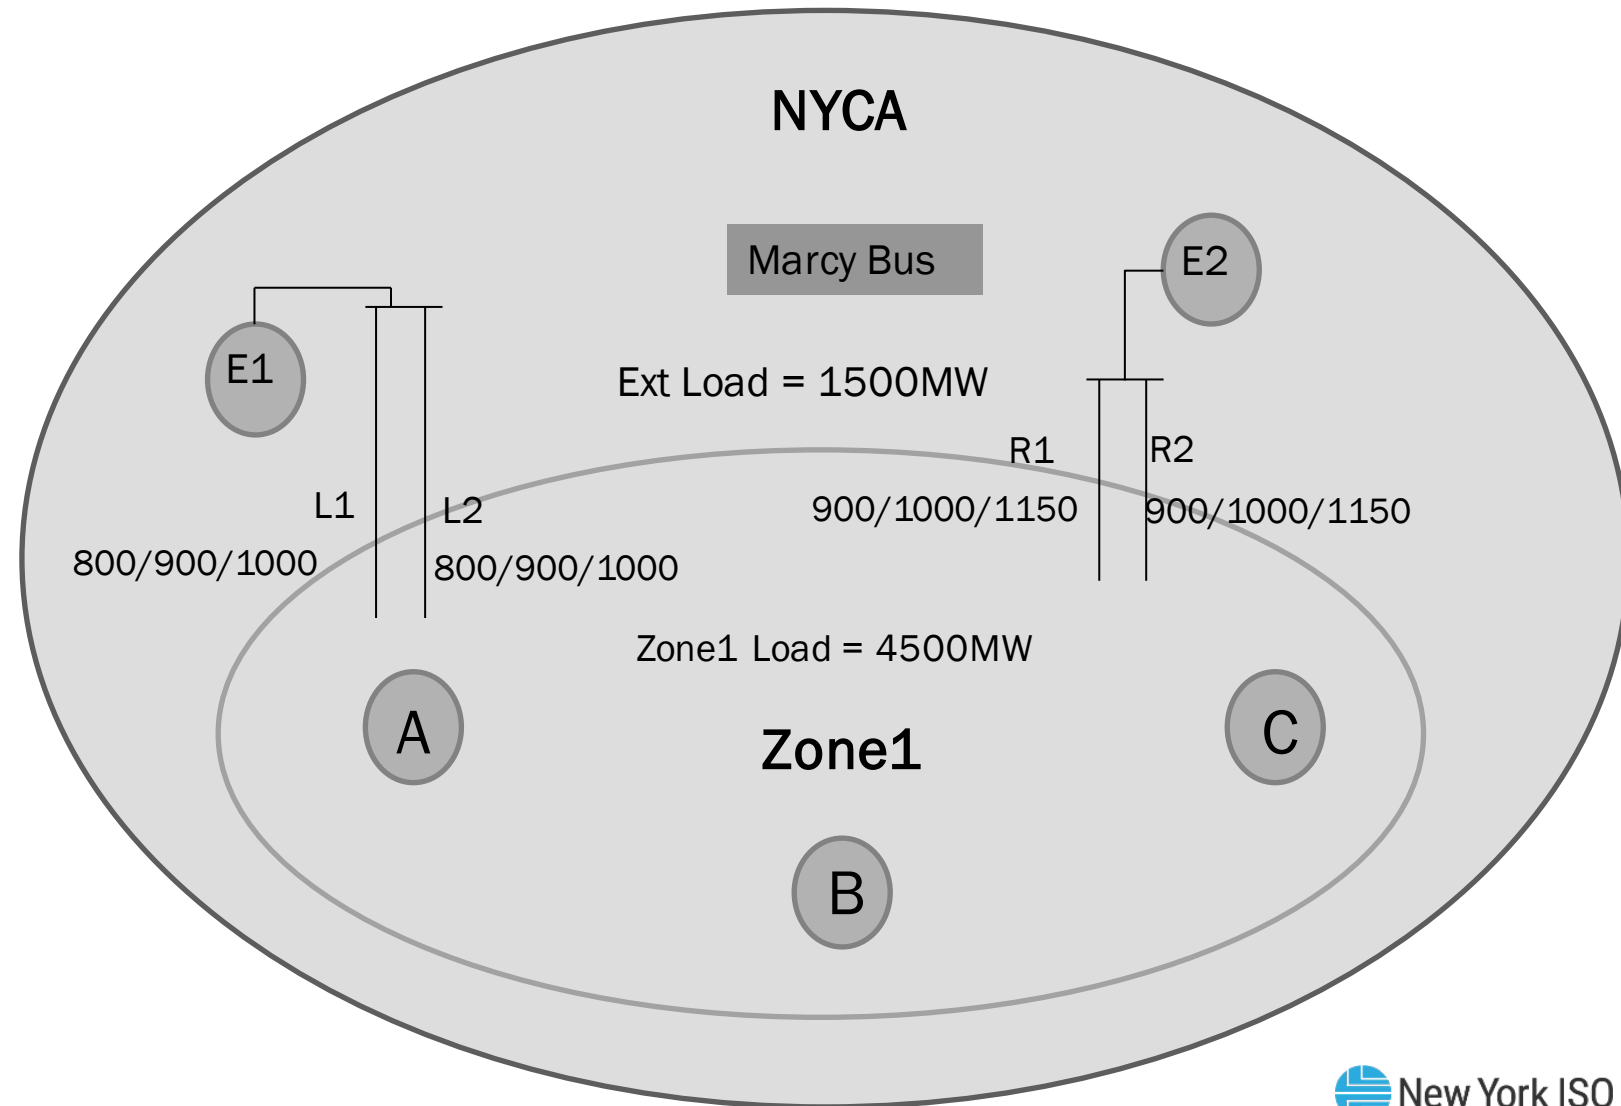 NYCA
Marcy Bus
E2
E1
Ext Load = 1500MW
R1
R2
L1
L2
900/1000/1150
900/1000/1150
800/900/1000
800/900/1000
Zone1 Load = 4500MW
A
Zone1
C
B
New York ISO